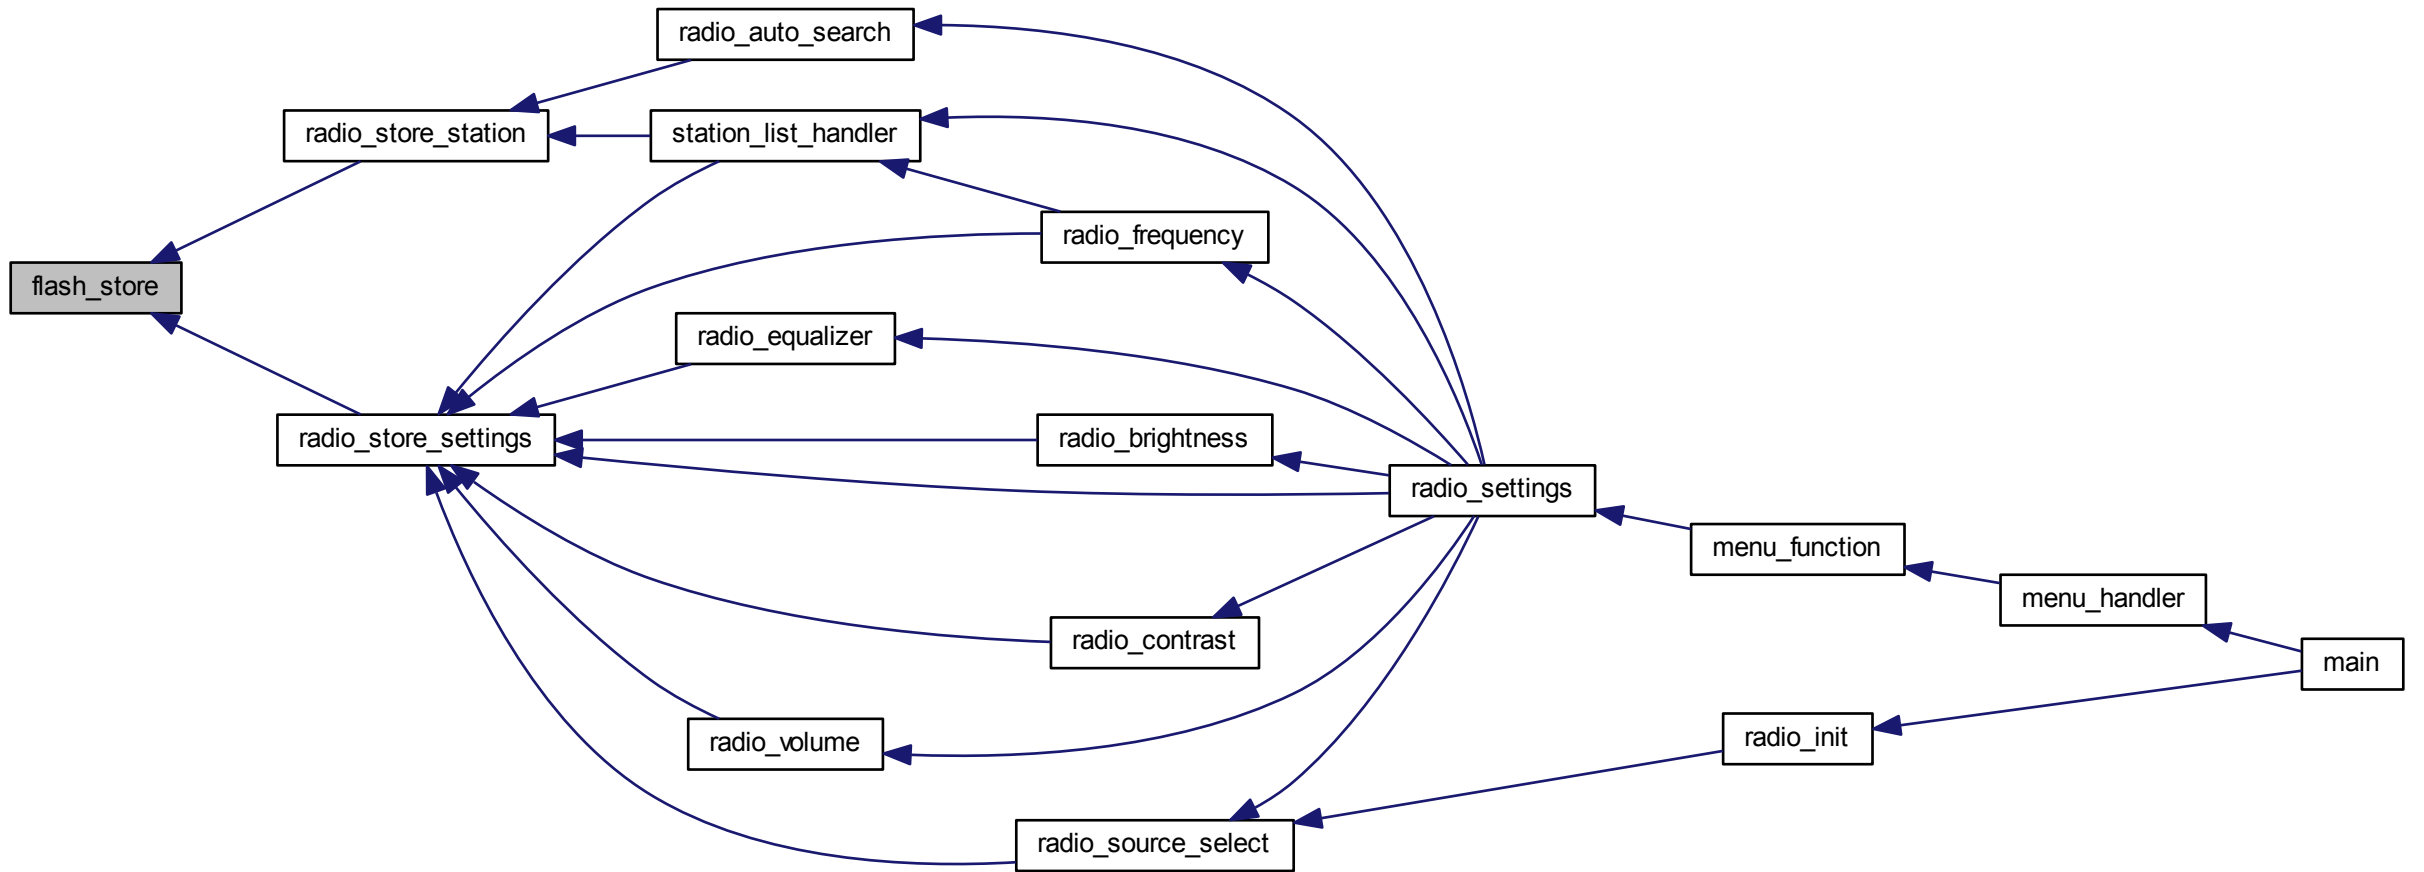 radio_auto_search
radio_store_station
station_list_handler
radio_frequency
flash_store
radio_equalizer
radio_store_settings
radio_brightness
radio_settings
menu_function
menu_handler
radio_contrast
main
radio_volume
radio_init
radio_source_select